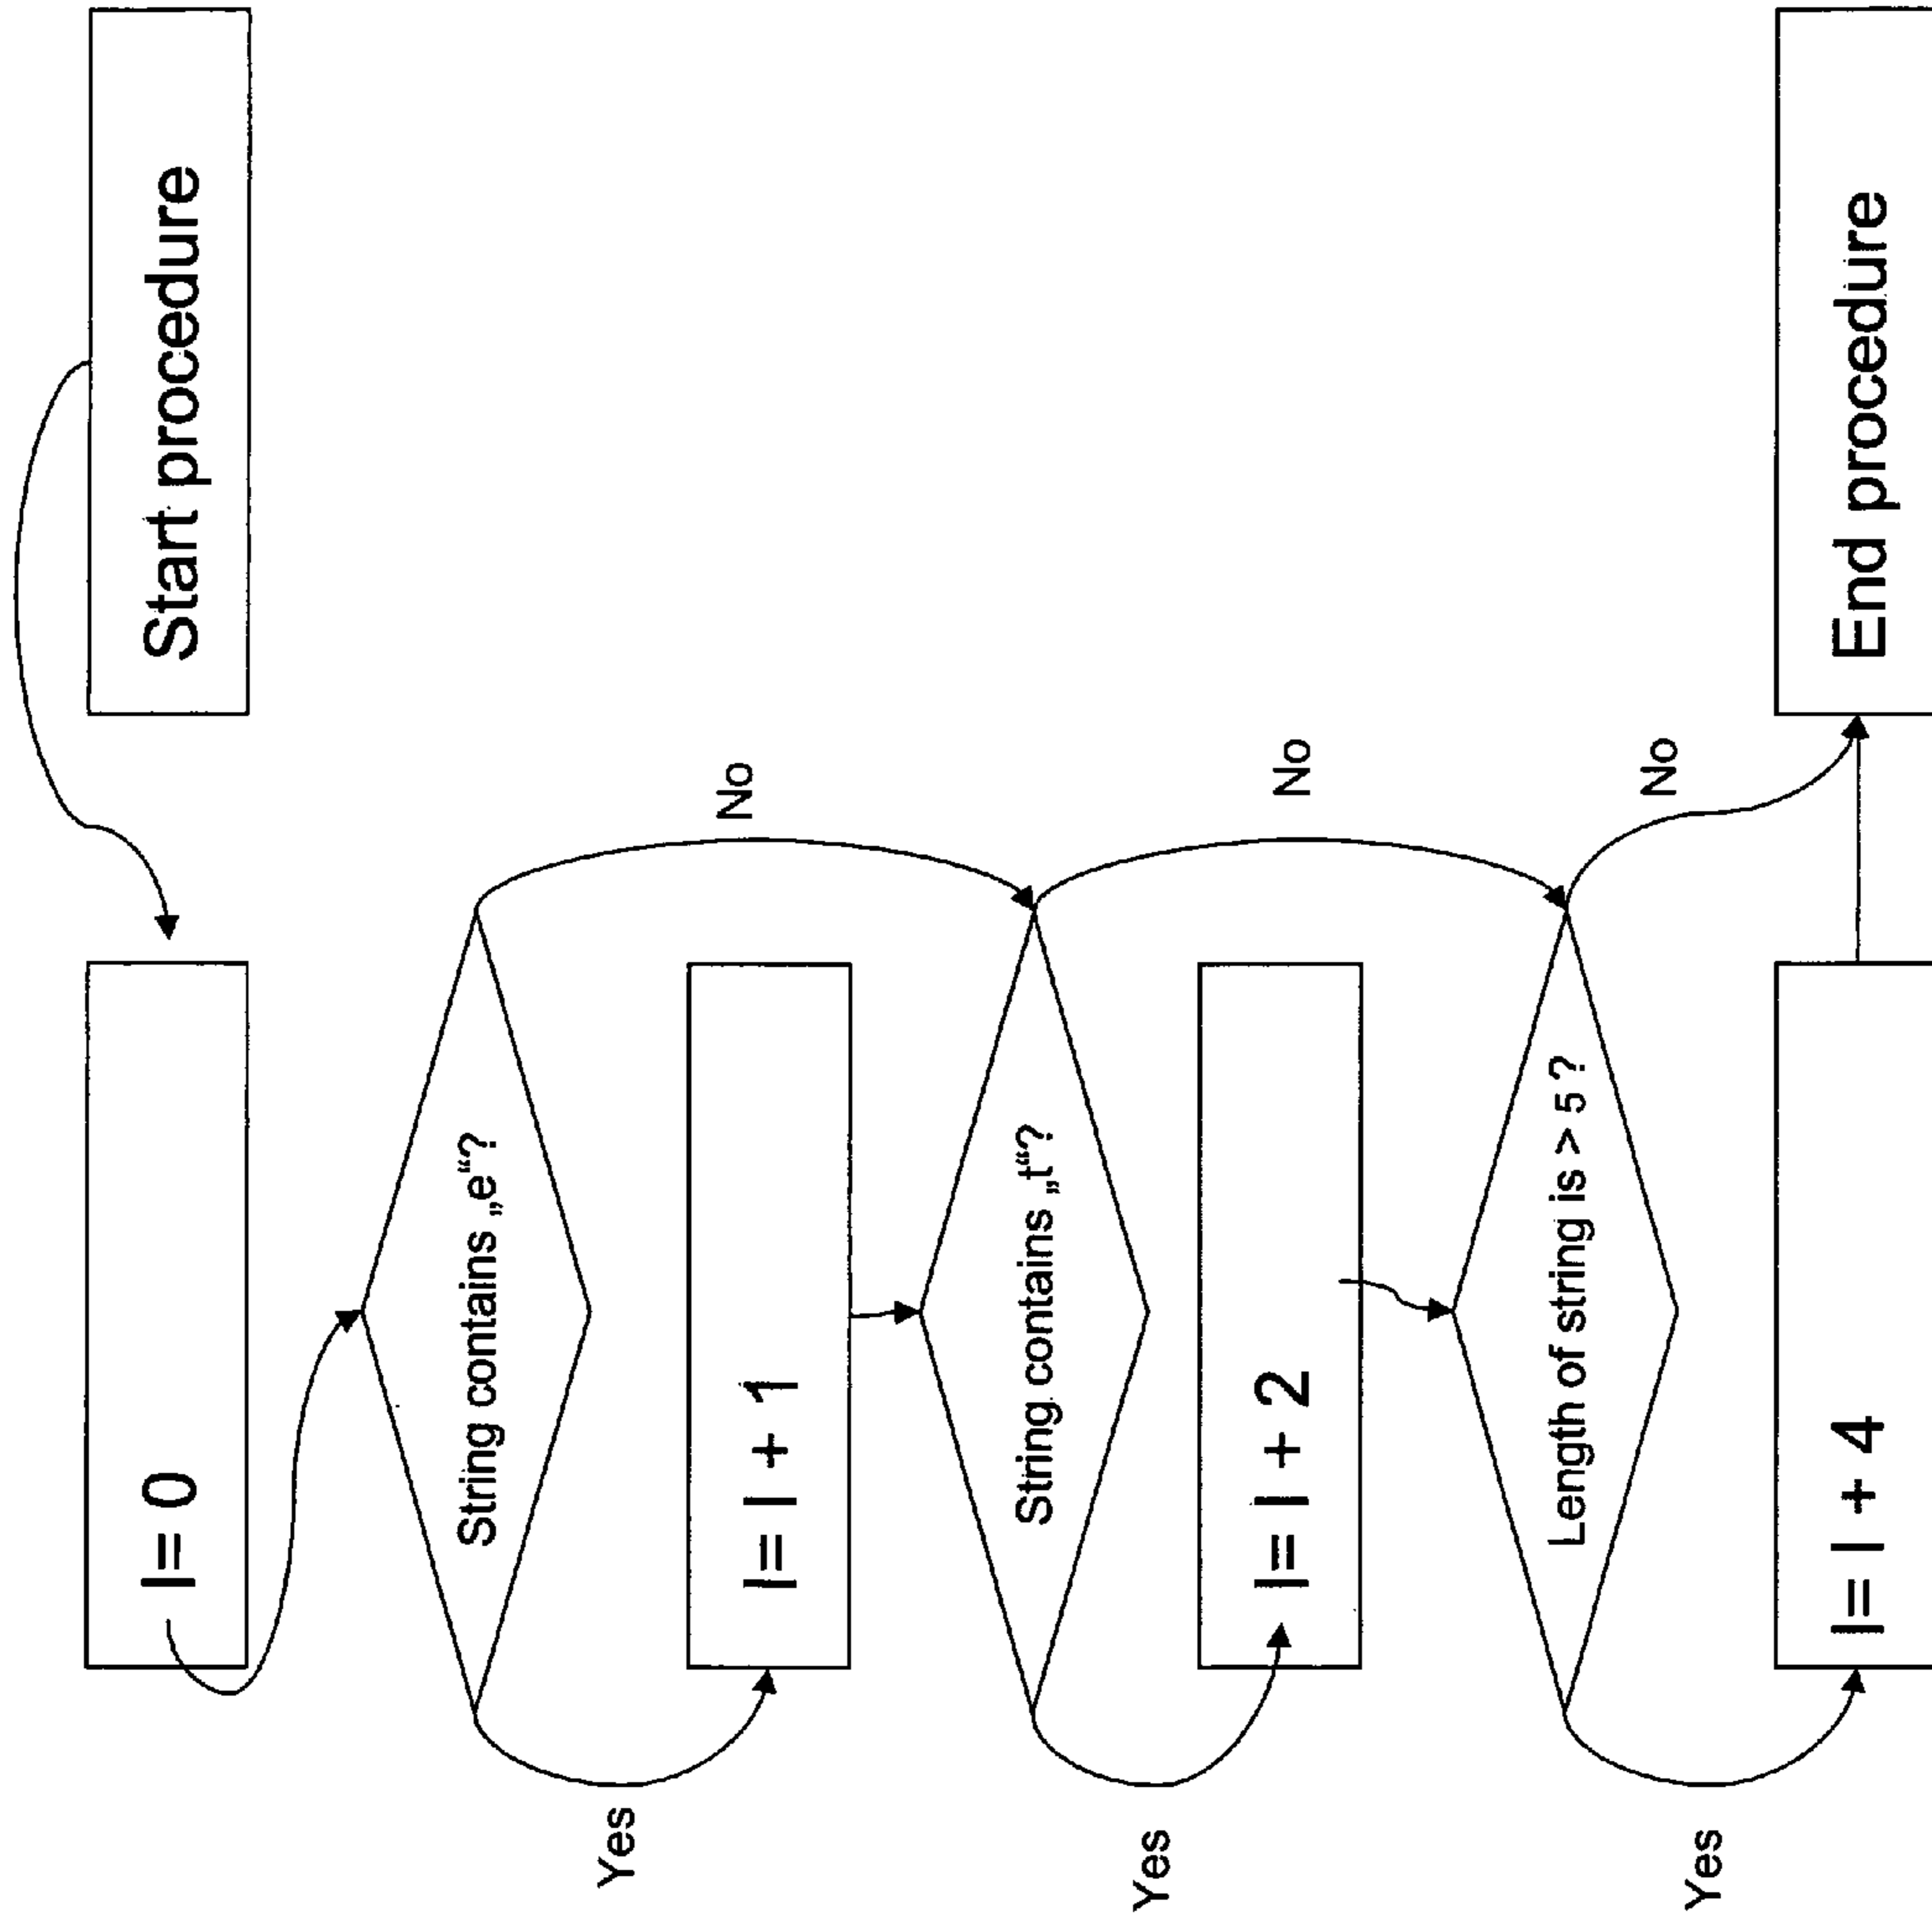 Start procedure
I= 0
String contains „e“?
No
Yes
I= I + 1
String contains „t“?
No
Yes
I= I + 2
Length of string is > 5 ?
No
Yes
I= I + 4
End procedure